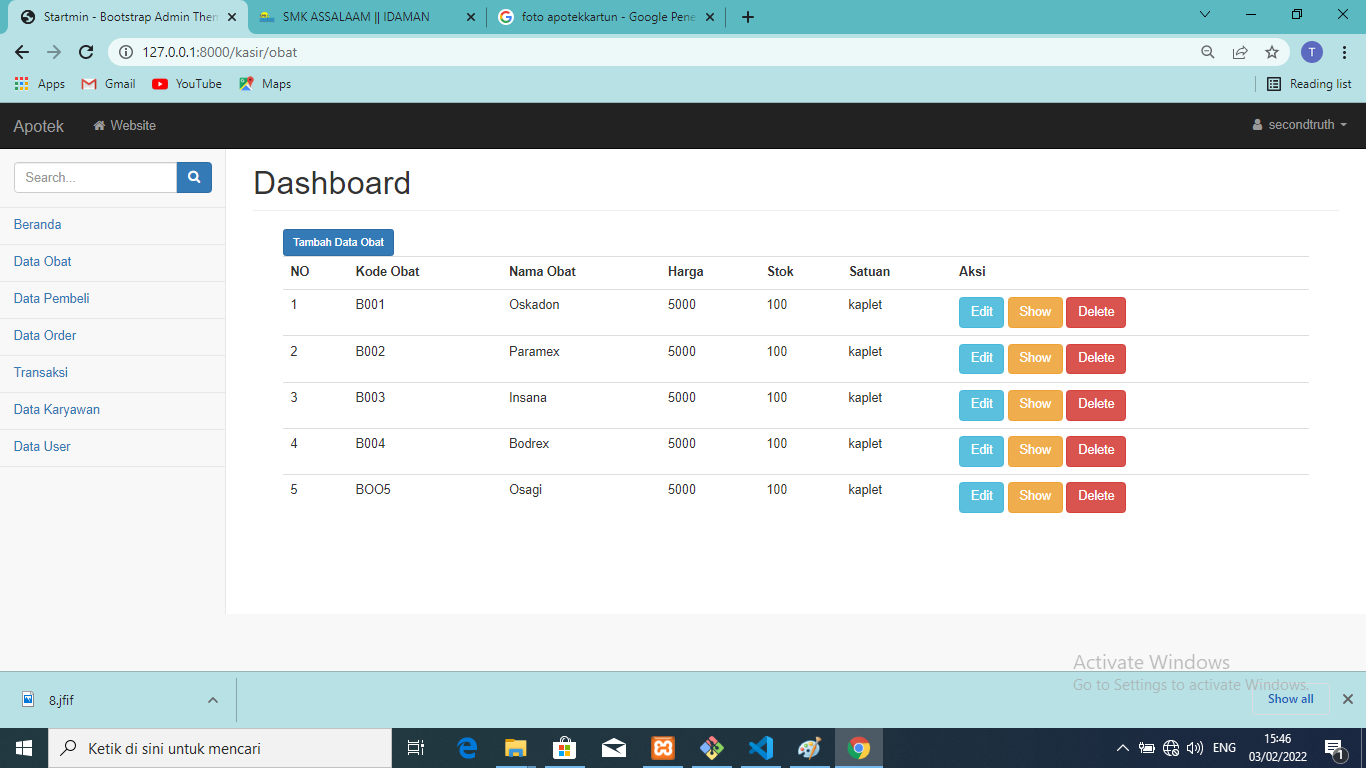 Startmin - Bootstrap Admin Them
SMK ASSALAAM || IDAMAN
foto apotekkartun - Google Pene
127.0.0.1:8000/kasir/obat
T
Apps
Gmail
YouTube
Maps
Reading list
Apotek
Website
secondtruth
Search...
Beranda
Data Obat
Data Pembeli
Data Order
Transaksi
Data Karyawan
Data User
Dashboard
Tambah Data Obat
NO Kode Obat Nama Obat Harga Stok Satuan Aksi
1 B001 Oskadon 5000 100 kaplet Edit Show Delete
2 B002 Paramex 5000 100 kaplet Edit Show Delete
3 B003 Insana 5000 100 kaplet Edit Show Delete
4 B004 Bodrex 5000 100 kaplet Edit Show Delete
5 BOO5 Osagi 5000 100 kaplet Edit Show Delete
Activate Windows
Go to Settings to activate Windows.
8.jfif
Show all
Ketik di sini untuk mencari
ENG
15:46
03/02/2022
1